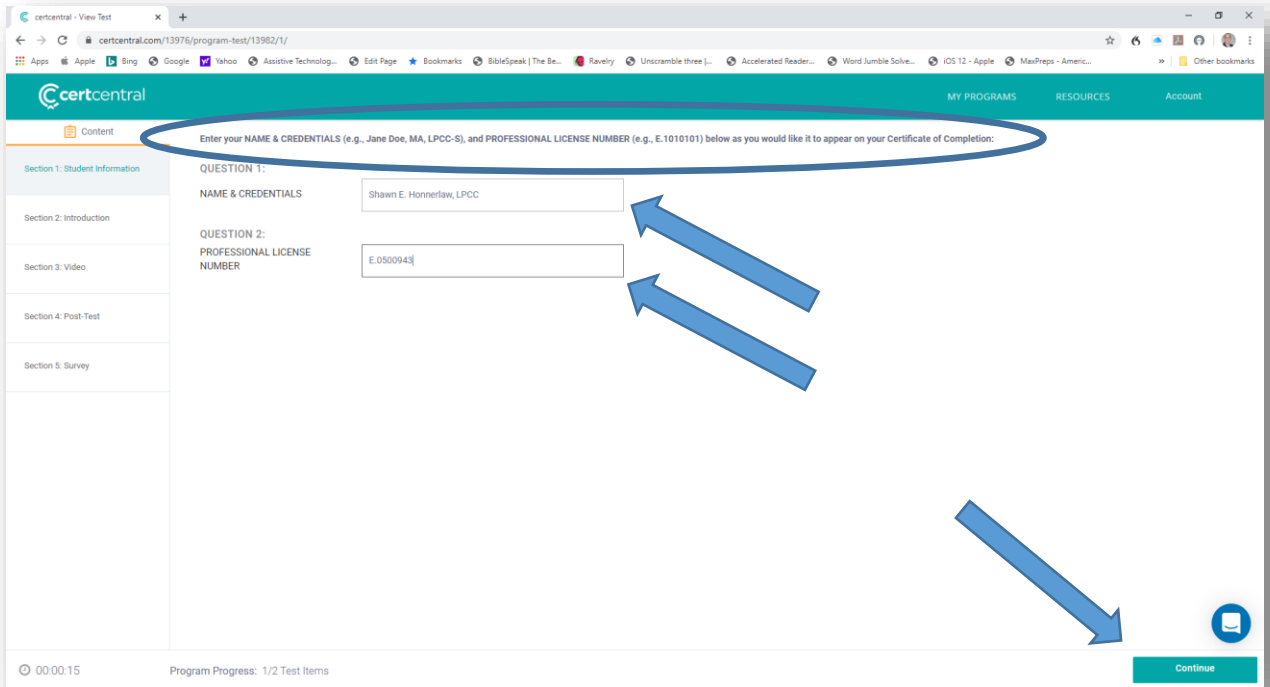 certcentral - View Test
certcentral.com/13976/program-test/13982/1/
Apps Apple Bing Google Yahoo Assistive Technolog... Edit Page Bookmarks BibleSpeak | The Be... Ravelry Unscramble three |... Accelerated Reader... Word Jumble Solve... iOS 12 - Apple MaxPreps - Americ... » Other bookmarks
certcentral MY PROGRAMS RESOURCES Account
Content
Enter your NAME & CREDENTIALS (e.g., Jane Doe, MA, LPCC-S), and PROFESSIONAL LICENSE NUMBER (e.g., E.1010101) below as you would like it to appear on your Certificate of Completion:
Section 1: Student Information
QUESTION 1:
NAME & CREDENTIALS Shawn E. Honnerlaw, LPCC
Section 2: Introduction
QUESTION 2:
PROFESSIONAL LICENSE
NUMBER E.0500943
Section 3: Video
Section 4: Post-Test
Section 5: Survey
00:00:15 Program Progress: 1/2 Test Items Continue